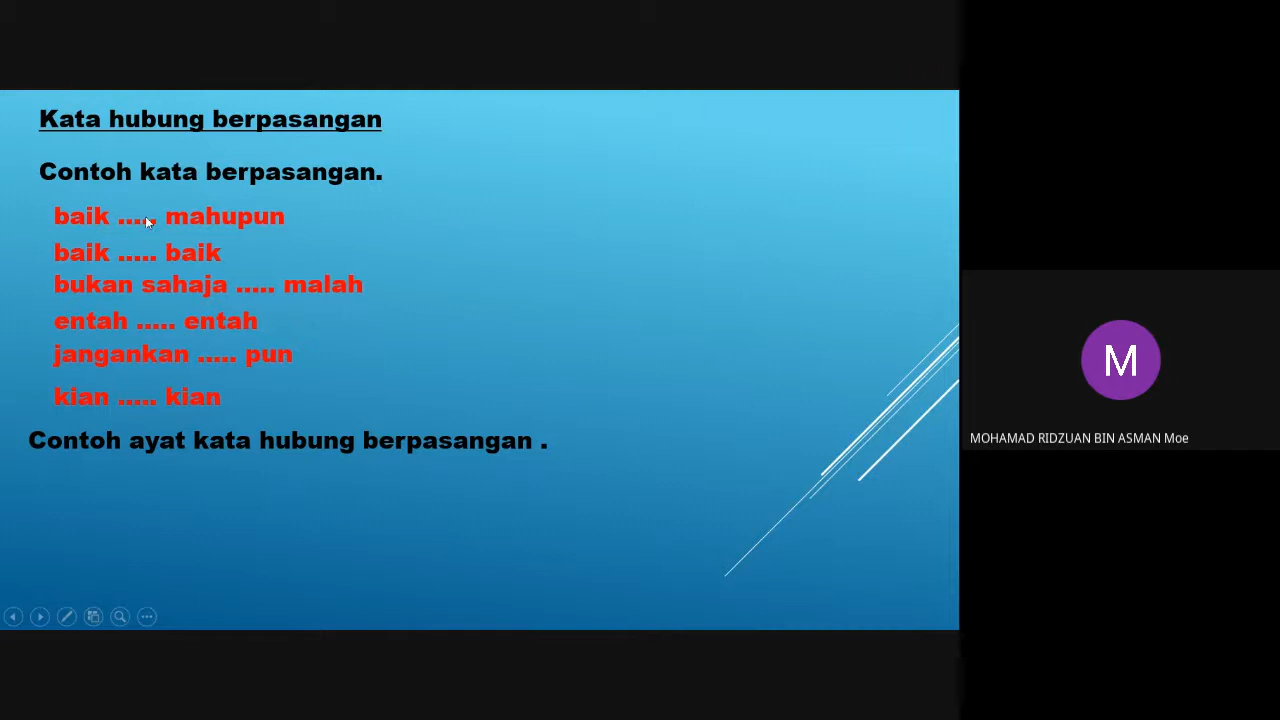 Kata hubung berpasangan
Contoh kata berpasangan.
baik ..... mahupun
baik ..... baik
bukan sahaja ..... malah
entah ..... entah
jangankan ..... pun
kian ..... kian
Contoh ayat kata hubung berpasangan .
M
MOHAMAD RIDZUAN BIN ASMAN Moe